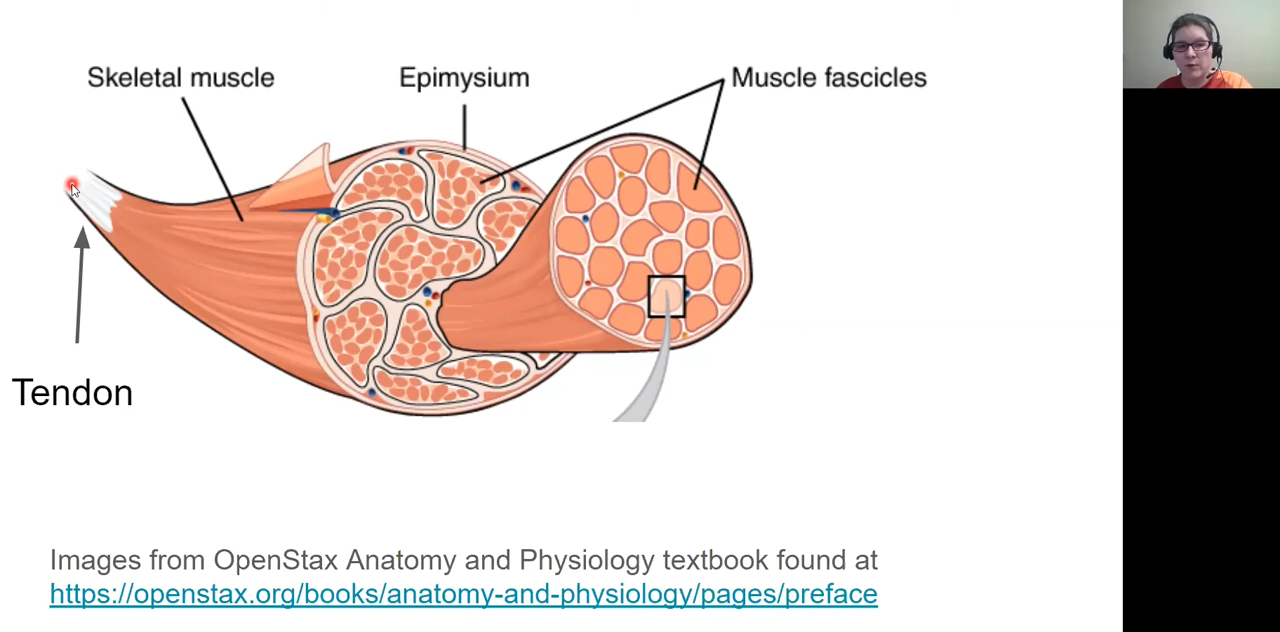 Skeletal muscle
Epimysium
Muscle fascicles
Tendon
Images from OpenStax Anatomy and Physiology textbook found at
https://openstax.org/books/anatomy-and-physiology/pages/preface